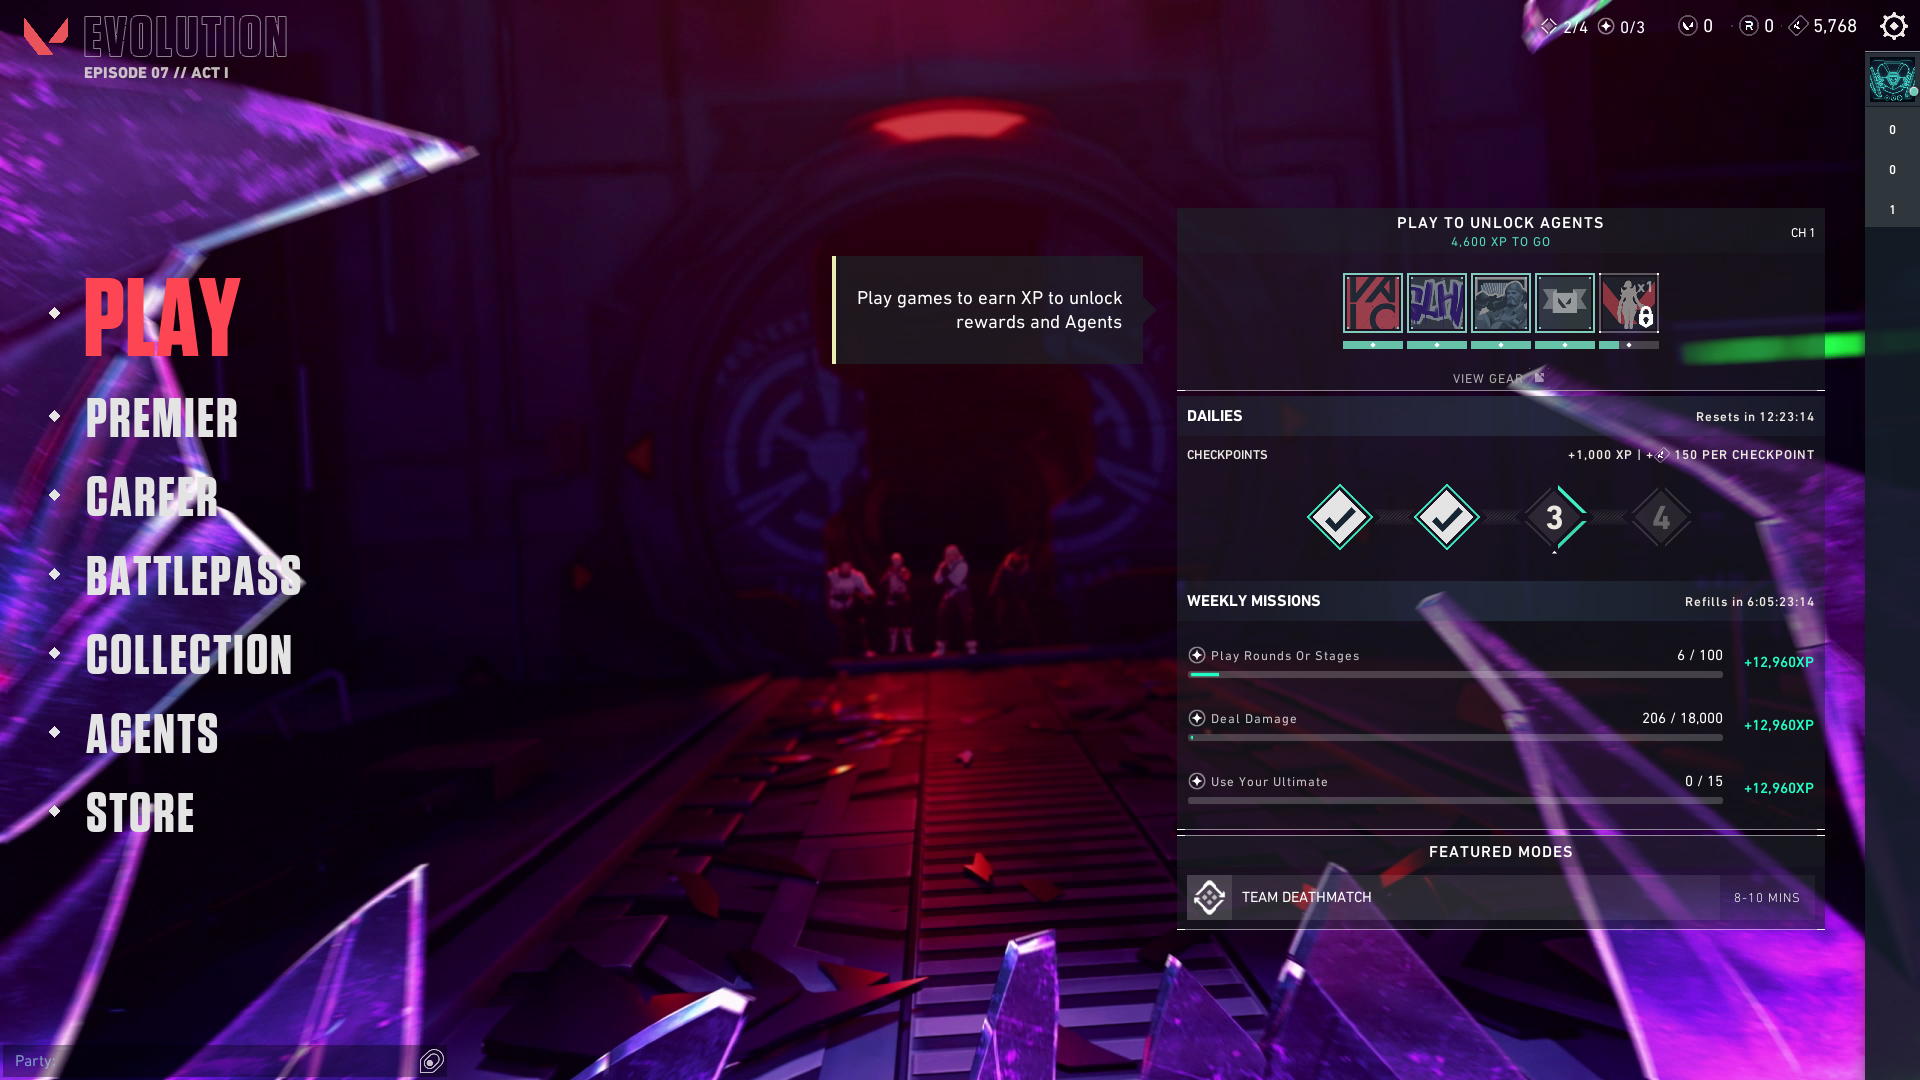 EVOLUTION
EPISODE 07 // ACT I
2/4
0/3
0
R 0
5,768
0
0
1
PLAY
PREMIER
CAREER
BATTLEPASS
COLLECTION
AGENTS
STORE
Play games to earn XP to unlock
rewards and Agents
PLAY TO UNLOCK AGENTS
4,600 XP TO GO
CH 1
x1
VIEW GEAR
DAILIES
Resets in 12:23:14
CHECKPOINTS
+1,000 XP | + 150 PER CHECKPOINT
3
4
WEEKLY MISSIONS
Refills in 6:05:23:14
Play Rounds Or Stages
6 / 100
+12,960XP
Deal Damage
206 / 18,000
+12,960XP
Use Your Ultimate
0 / 15
+12,960XP
FEATURED MODES
TEAM DEATHMATCH
8-10 MINS
Party: